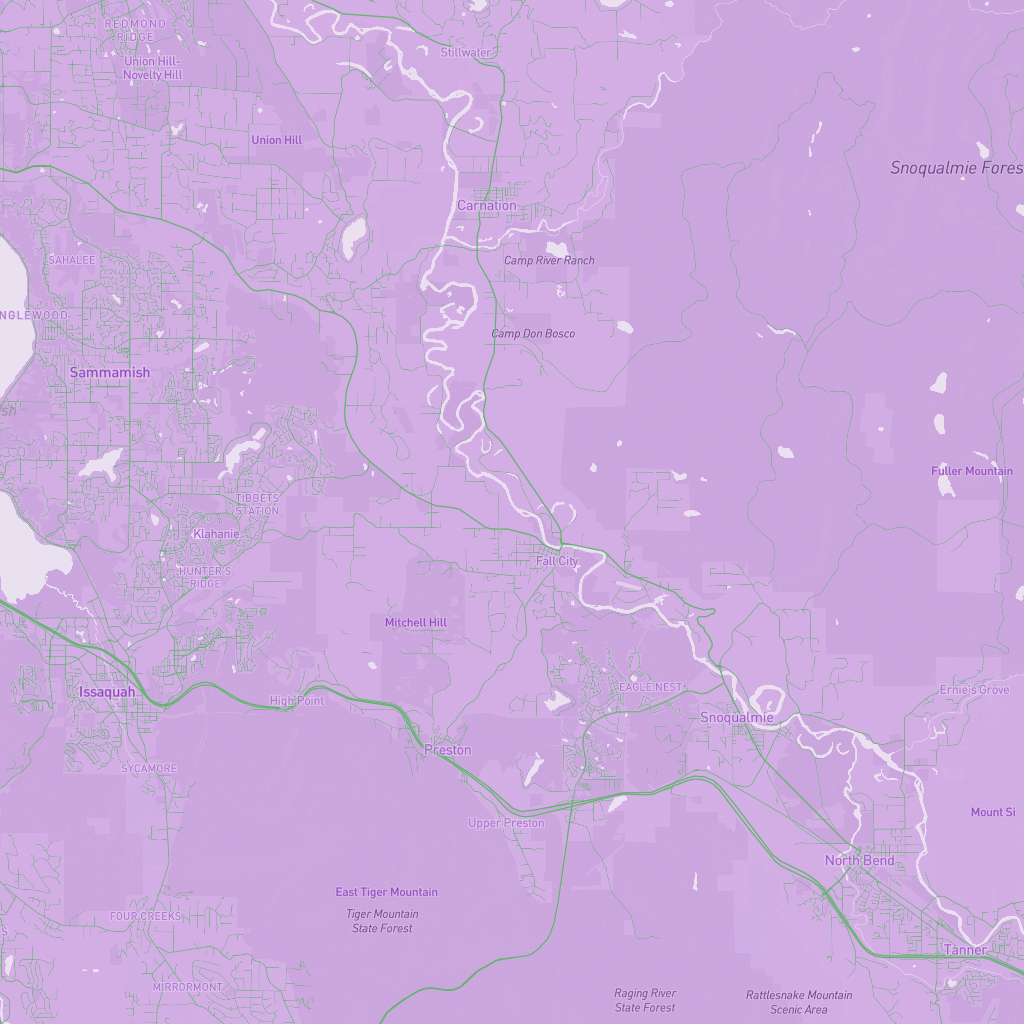 REDMOND
RIDGE
Stillwater
Union Hill-
Novelty Hill
Union Hill
Snoqualmie Fores
Carnation
SAHALEE
Camp River Ranch
NGLEWOOD
Camp Don Bosco
Sammamish
sh
Fuller Mountain
TIBBETS
STATION
Klahanie
Fall City
HUNTER'S
RIDGE
Mitchell Hill
EAGLE NEST
Ernie's Grove
Issaquah
High Point
Snoqualmie
Preston
SYCAMORE
Mount Si
Upper Preston
North Bend
East Tiger Mountain
Tiger Mountain
State Forest
FOUR CREEKS
s
Tanner
MIRRORMONT
Raging River
State Forest
Rattlesnake Mountain
Scenic Area